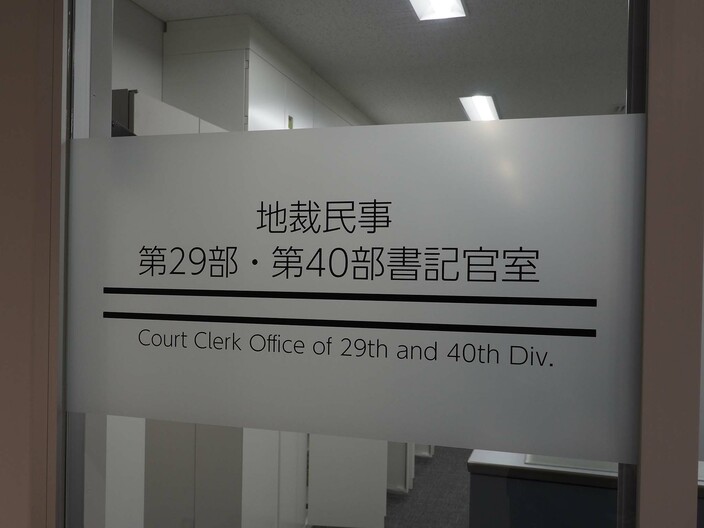 地裁民事
第29部・第40部書記官室
Court Clerk Office of 29th and 40th Div.